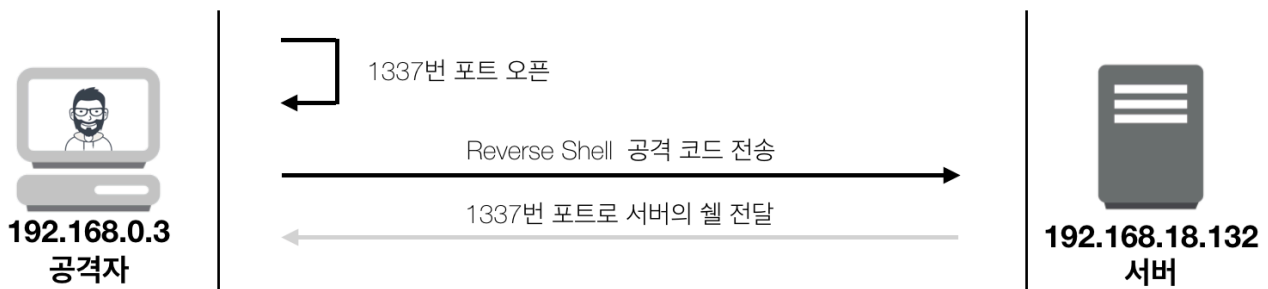 1337번 포트 오픈
Reverse Shell 공격 코드 전송
1337번 포트로 서버의 쉘 전달
192.168.0.3
공격자
192.168.18.132
서버